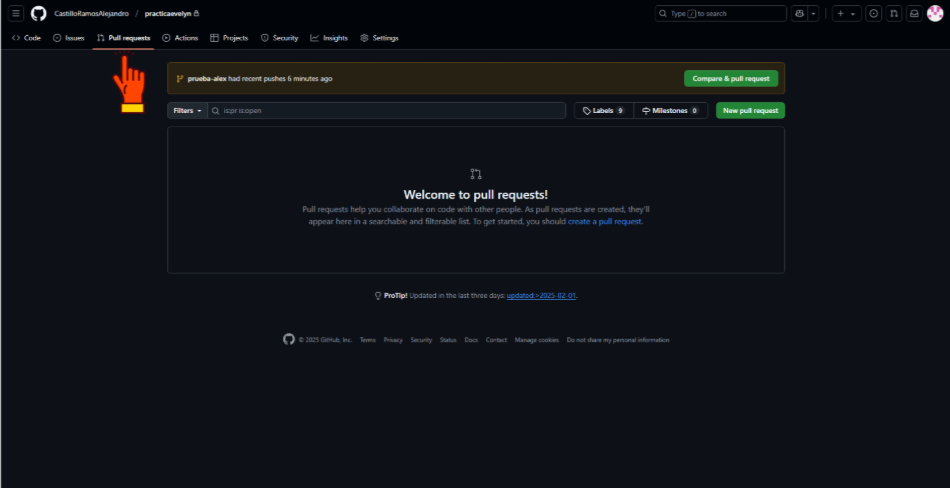 CastilloRamosAlejandro / practicaevelyn
Type / to search
Code Issues Pull requests Actions Projects Security Insights Settings
prueba-alex had recent pushes 6 minutes ago
Compare & pull request
Filters
is:pr is:open
Labels 9
Milestones 0
New pull request
Welcome to pull requests!
Pull requests help you collaborate on code with other people. As pull requests are created, they'll
appear here in a searchable and filterable list. To get started, you should create a pull request.
ProTip! Updated in the last three days: updated:>2025-02-01.
© 2025 GitHub, Inc. Terms Privacy Security Status Docs Contact Manage cookies Do not share my personal information